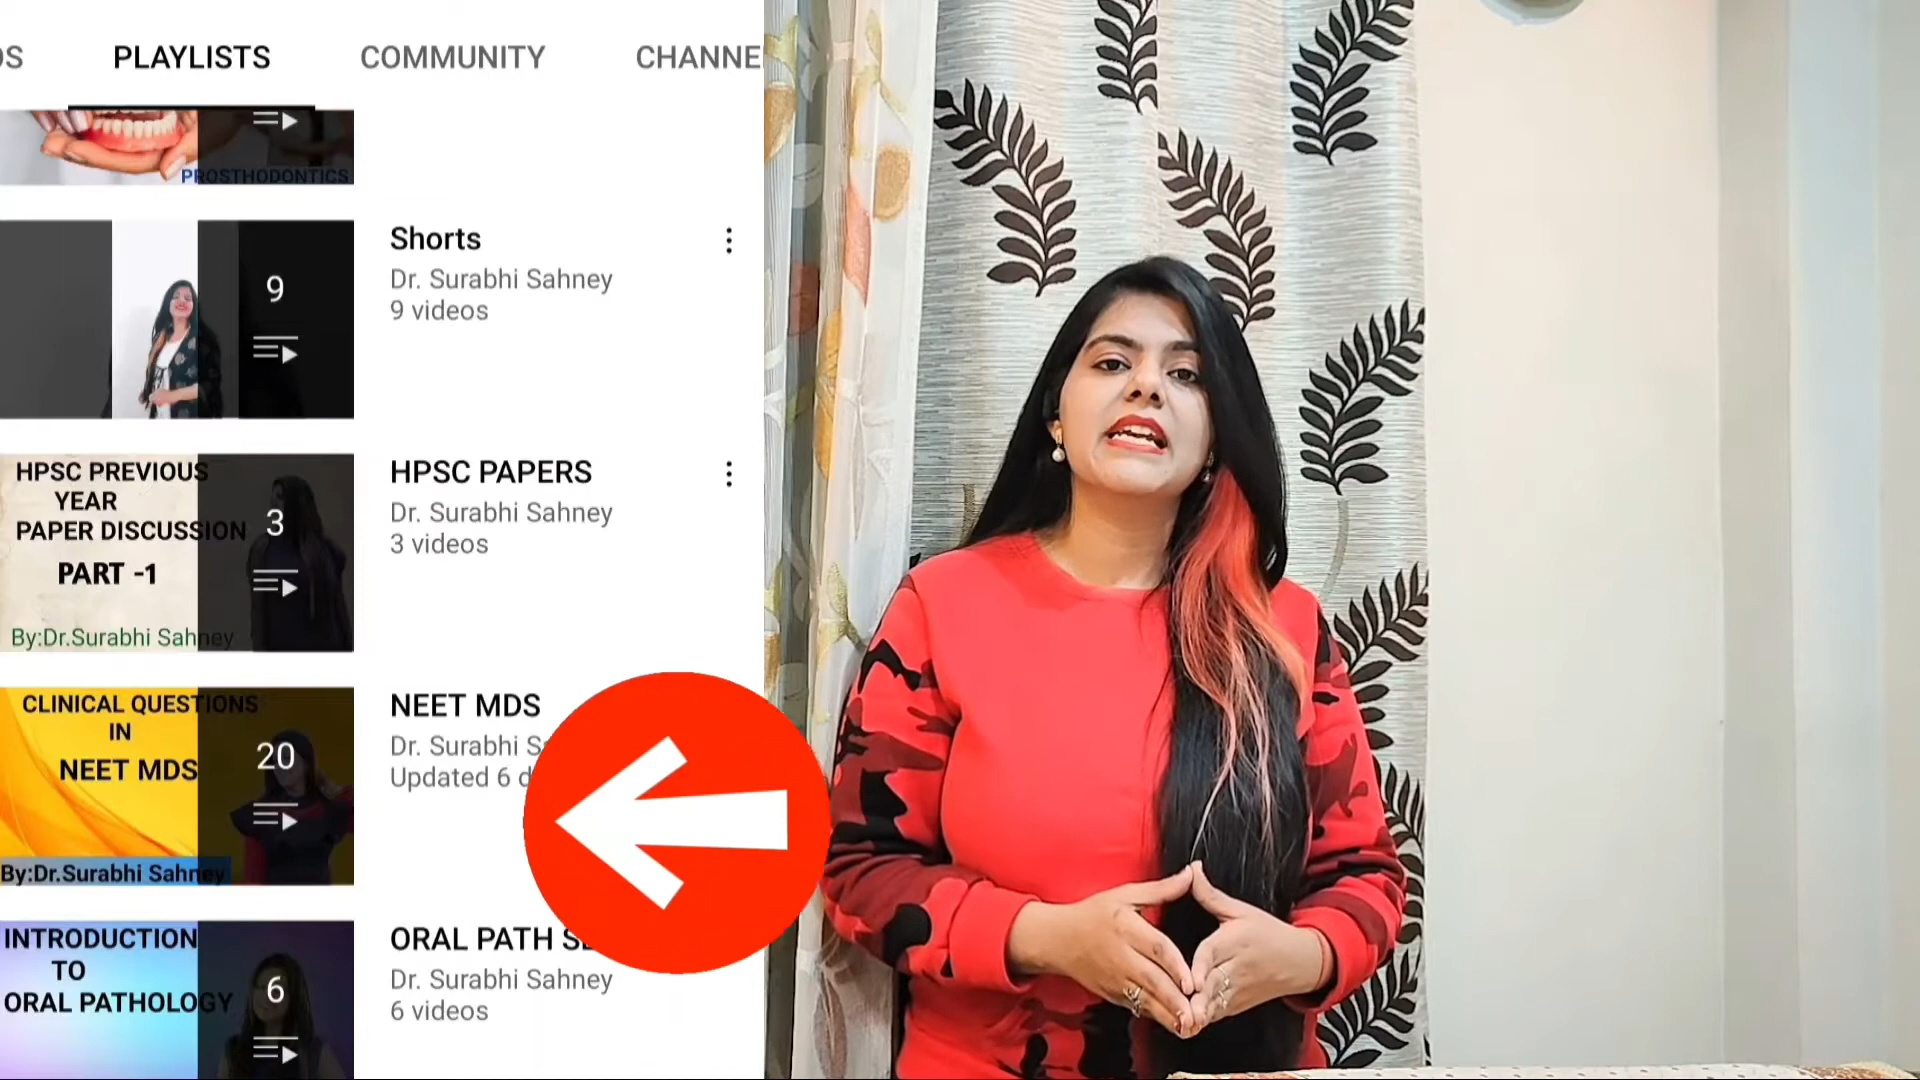 PLAYLISTS
COMMUNITY
PROSTHODONTICS
9
Shorts
Dr. Surabhi Sahney
9 videos
HPSC PREVIOUS
YEAR
PAPER DISCUSSION
PART -1
By:Dr.Surabhi Sahney
3
HPSC PAPERS
Dr. Surabhi Sahney
3 videos
CLINICAL QUESTIONS
IN
NEET MDS
By:Dr.Surabhi Sahney
20
NEET MDS
Dr. Surabhi
Updated 6
INTRODUCTION
TO
ORAL PATHOLOGY
6
ORAL PATH
Dr. Surabhi Sahney
6 videos